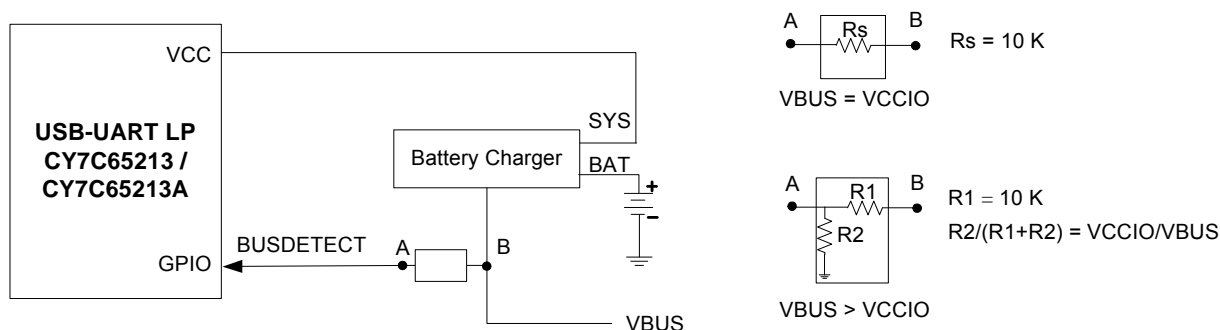 VCC
USB-UART LP
CY7C65213 /
CY7C65213A
GPIO
BUSDETECT
A
B
SYS
Battery Charger
BAT
+
-
VBUS
A
B
Rs
Rs = 10 K
VBUS = VCCIO
A
B
R1
R2
R1 = 10 K
R2/(R1+R2) = VCCIO/VBUS
VBUS > VCCIO